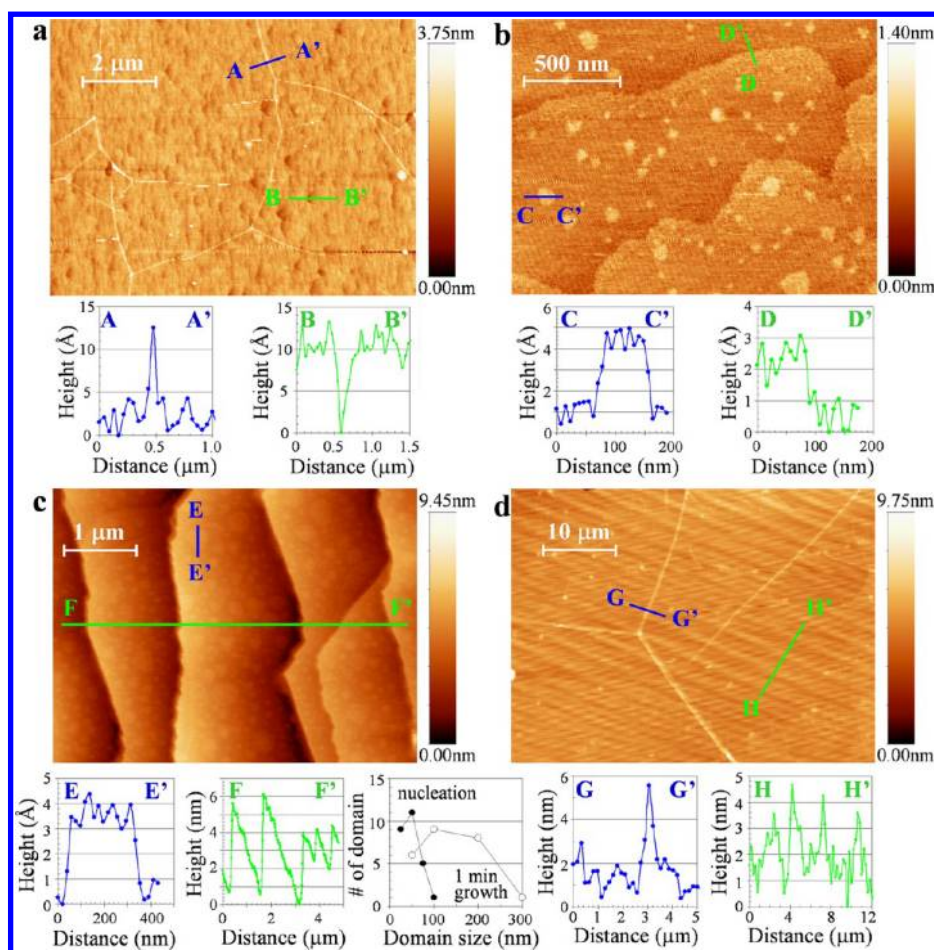 a
A A'
2 μm
B B'
3.75nm
0.00nm
b
D'
D
500 nm
C C'
1.40nm
0.00nm
A A'
Height (Å)
15
10
5
0
0.5 1.0
Distance (μm)
B B'
Height (Å)
15
10
5
0
0 0.5 1.0 1.5
Distance (μm)
C C'
Height (Å)
6
4
2
0
0 100 200
Distance (nm)
D D'
Height (Å)
4
3
2
1
0
0 100 200
Distance (nm)
c
1 μm
E
E'
F F'
9.45nm
0.00nm
d
10 μm
G
G'
H'
H
9.75nm
0.00nm
E E'
Height (Å)
5
4
3
2
1
0
0 200 400
Distance (nm)
F F'
Height (nm)
7
6
5
4
3
2
1
0
0 2 4
Distance (μm)
nucleation
1 min
growth
# of domain
15
10
5
0
0 100 200 300
Domain size (nm)
G G'
Height (nm)
6
4
2
0
0 1 2 3 4 5
Distance (μm)
H H'
Height (nm)
5
4
3
2
1
0
0 4 8 12
Distance (μm)